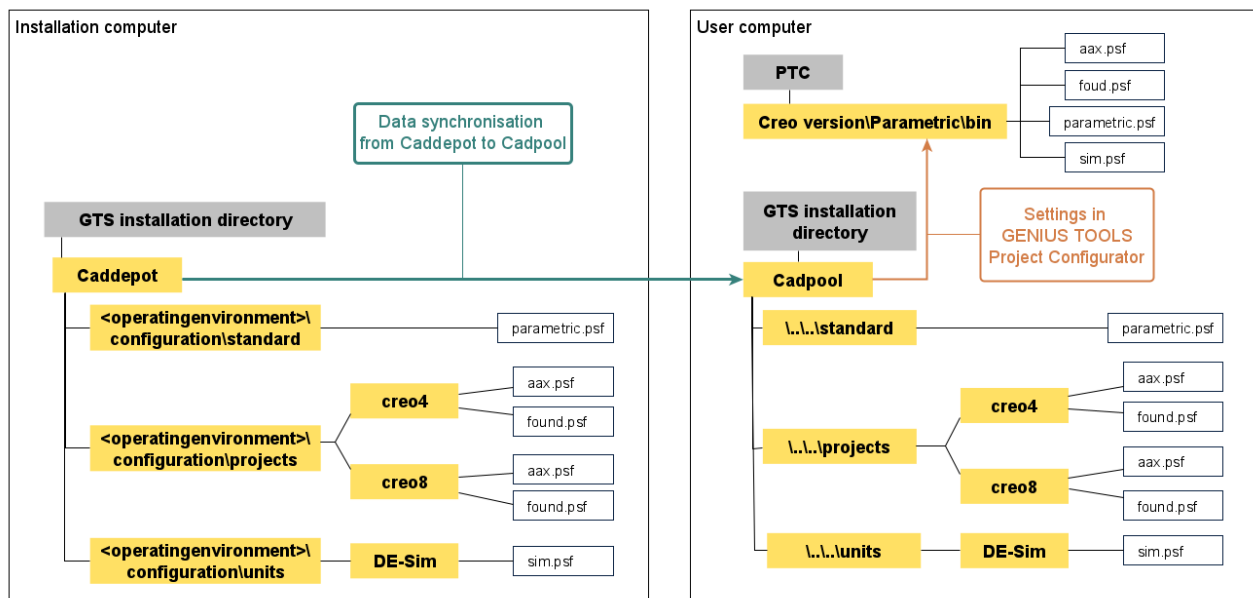 Installation computer
Data synchronisation
from Caddepot to Cadpool
GTS installation directory
Caddepot
<operatingenvironment>\
configuration\standard
parametric.psf
<operatingenvironment>\
configuration\projects
creo4
aax.psf
found.psf
creo8
aax.psf
found.psf
<operatingenvironment>\
configuration\units
DE-Sim
sim.psf
User computer
PTC
Creo version\Parametric\bin
aax.psf
foud.psf
parametric.psf
sim.psf
GTS installation
directory
Settings in
GENIUS TOOLS
Project Configurator
Cadpool
\..\..\standard
parametric.psf
\..\..\projects
creo4
aax.psf
found.psf
creo8
aax.psf
found.psf
\..\..\units
DE-Sim
sim.psf